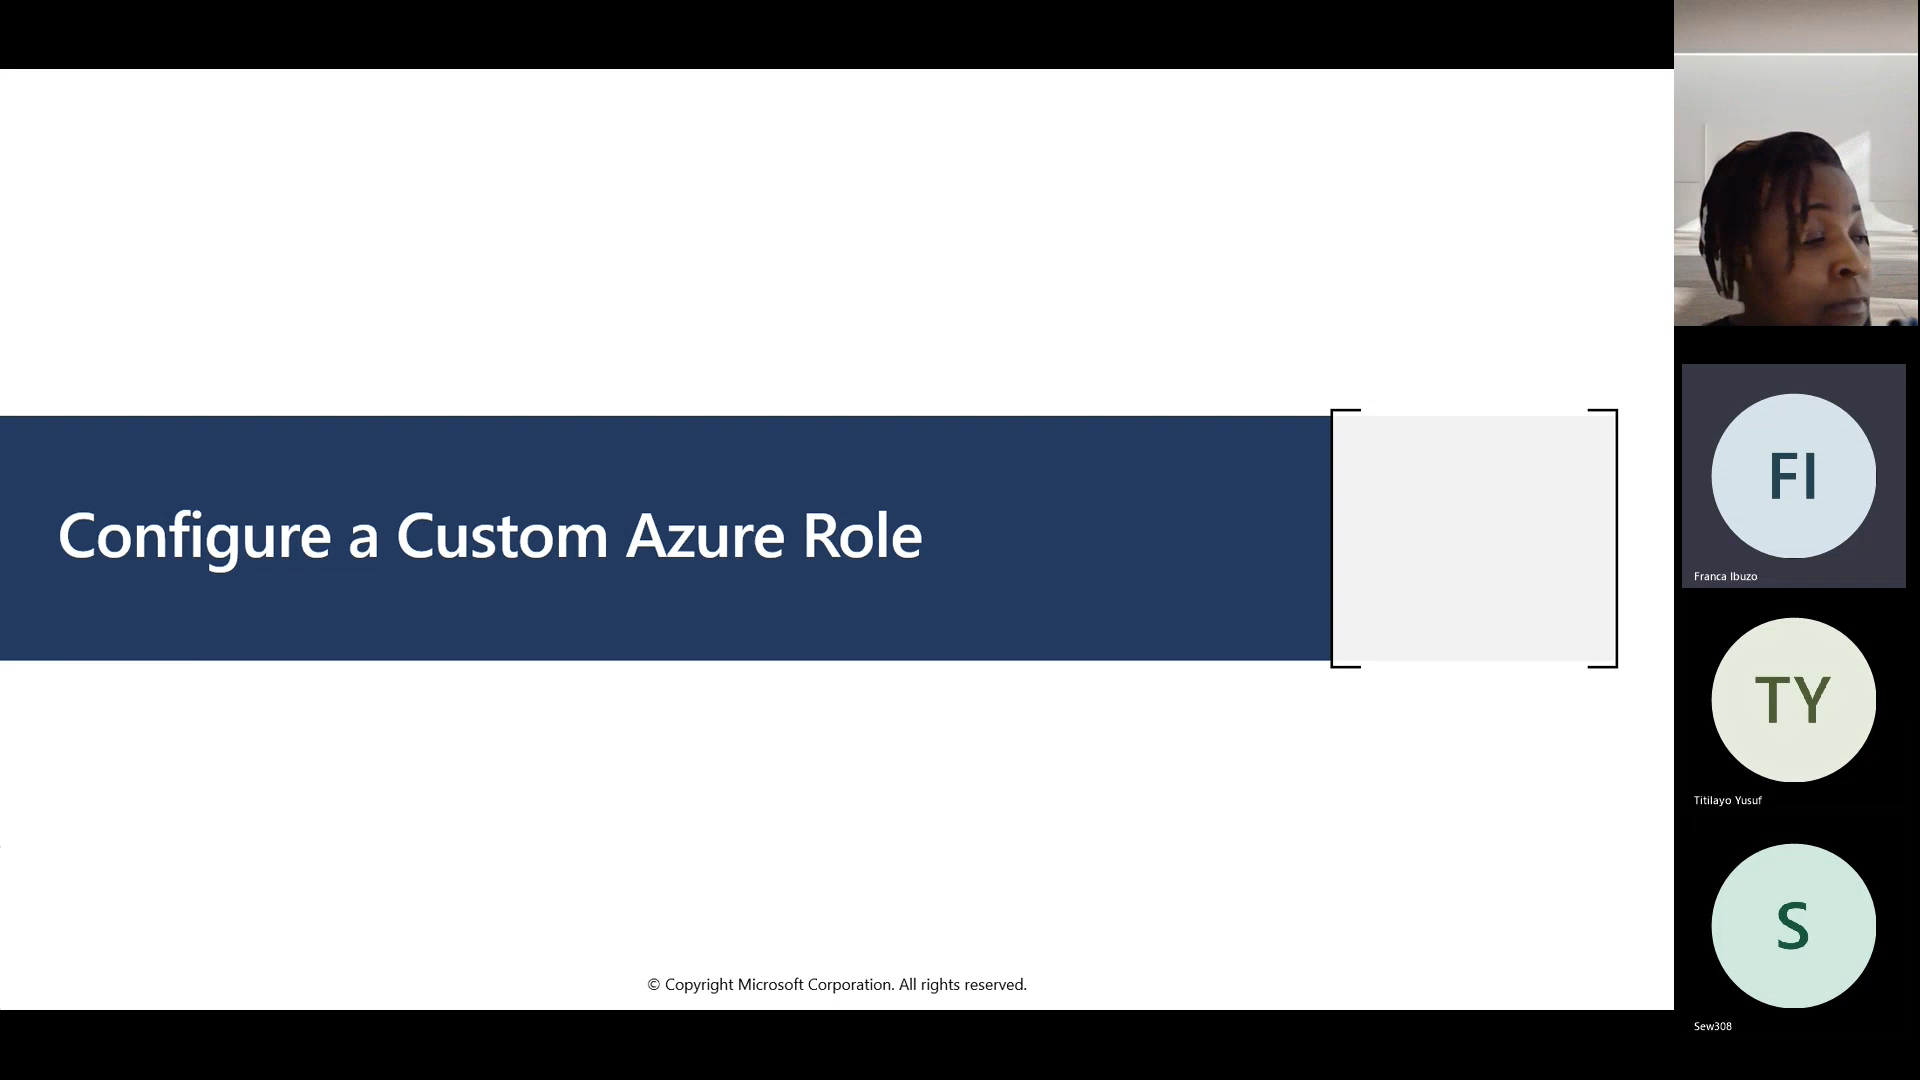 Configure a Custom Azure Role
© Copyright Microsoft Corporation. All rights reserved.
FI
Franca Ibuzo
TY
Titilayo Yusuf
S
Sew308